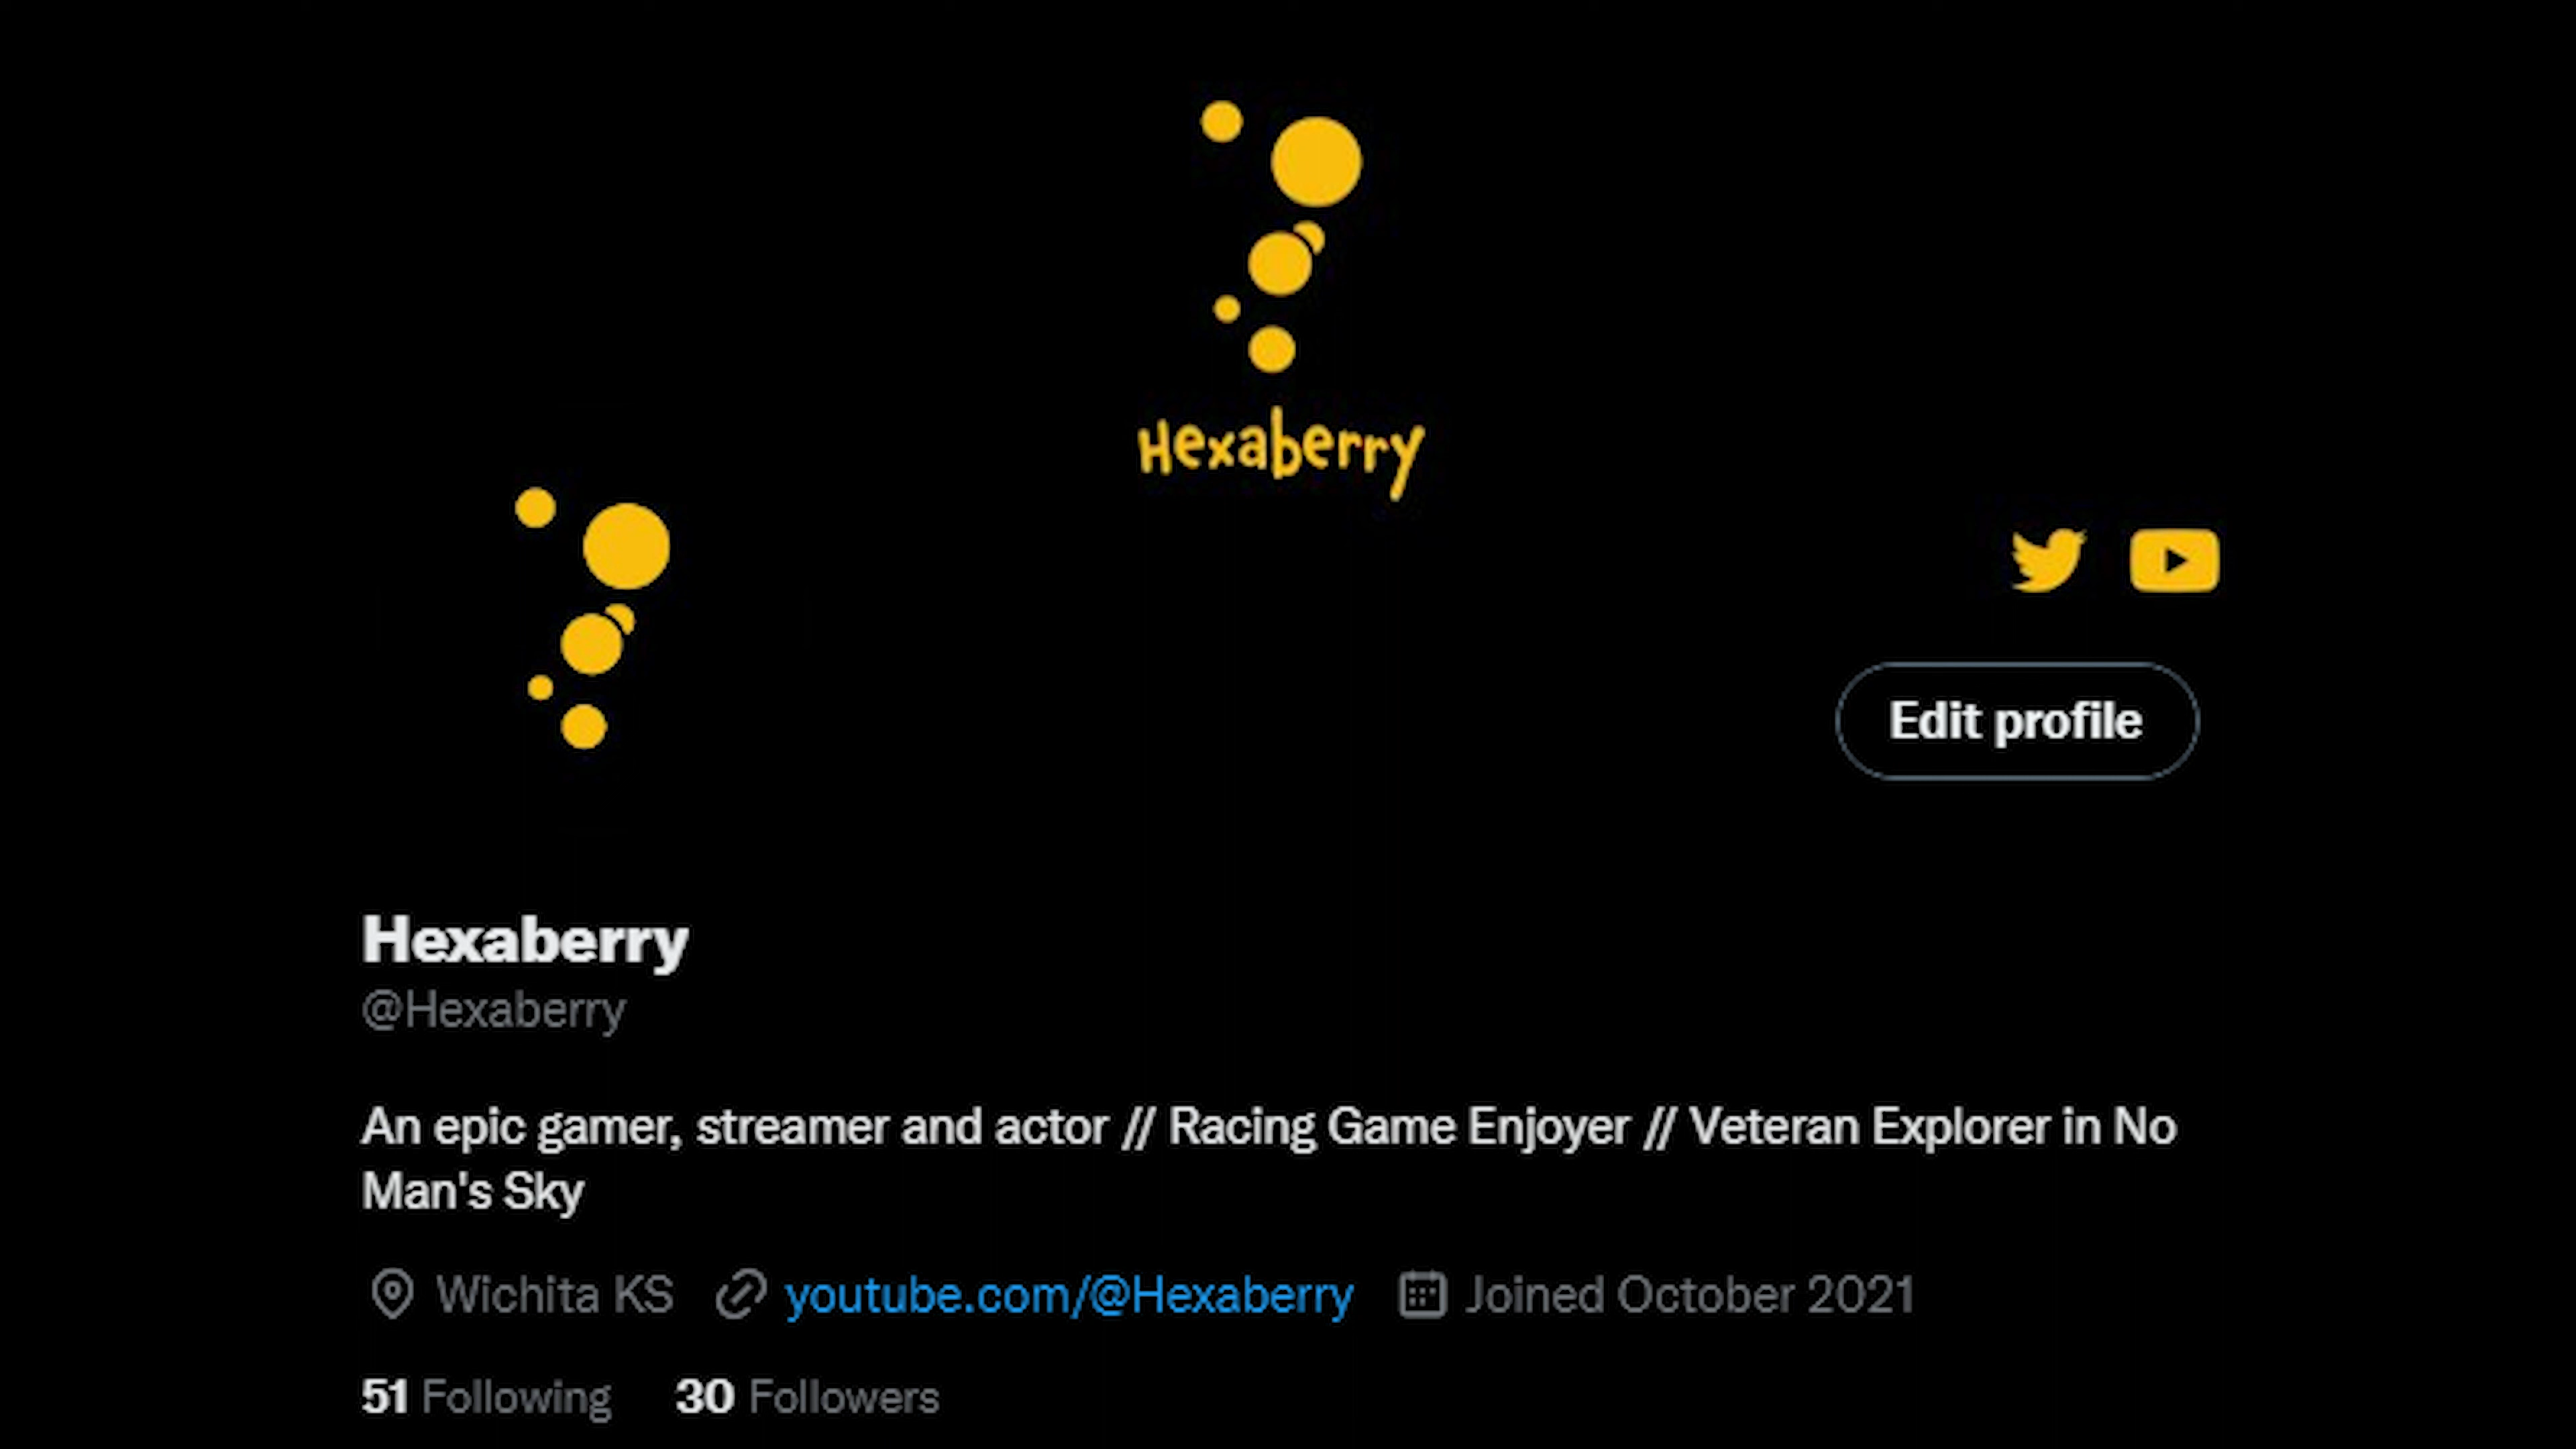 Hexaberry
Edit profile
Hexaberry
@Hexaberry
An epic gamer, streamer and actor // Racing Game Enjoyer // Veteran Explorer in No
Man's Sky
Wichita KS youtube.com/@Hexaberry Joined October 2021
51 Following 30 Followers